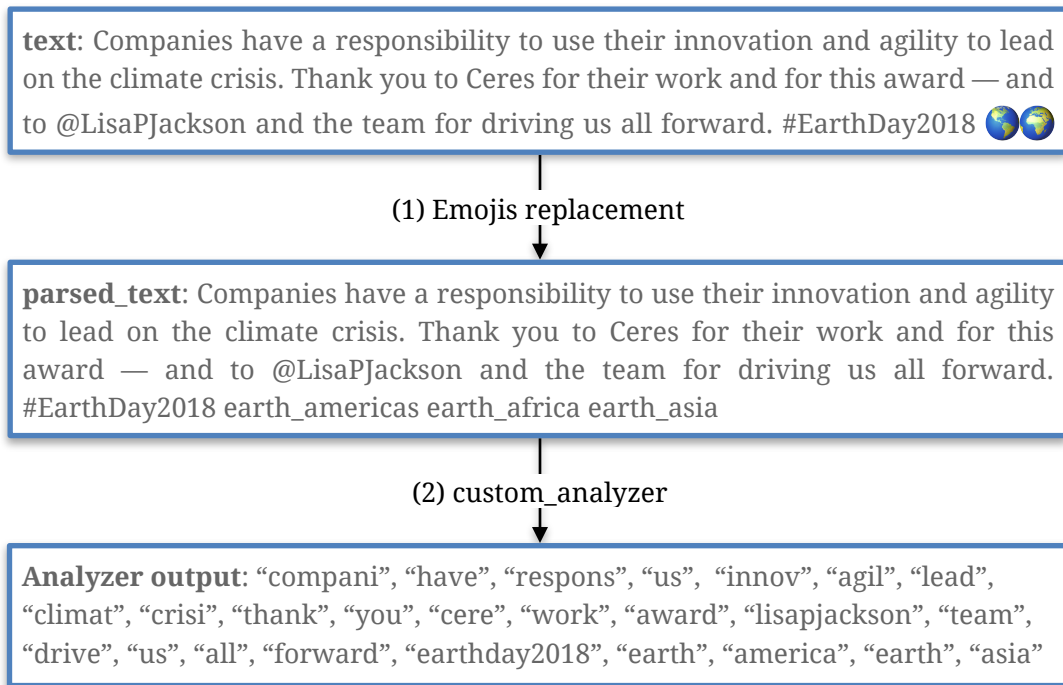 text: Companies have a responsibility to use their innovation and agility to lead
on the climate crisis. Thank you to Ceres for their work and for this award — and
to @LisaPJackson and the team for driving us all forward. #EarthDay2018 🌎🌍
(1) Emojis replacement
parsed_text: Companies have a responsibility to use their innovation and agility
to lead on the climate crisis. Thank you to Ceres for their work and for this
award — and to @LisaPJackson and the team for driving us all forward.
#EarthDay2018 earth_americas earth_africa earth_asia
(2) custom_analyzer
Analyzer output: “compani”, “have”, “respons”, “us”, “innov”, “agil”, “lead”,
“climat”, “crisi”, “thank”, “you”, “cere”, “work”, “award”, “lisapjackson”, “team”,
“drive”, “us”, “all”, “forward”, “earthday2018”, “earth”, “america”, “earth”, “asia”